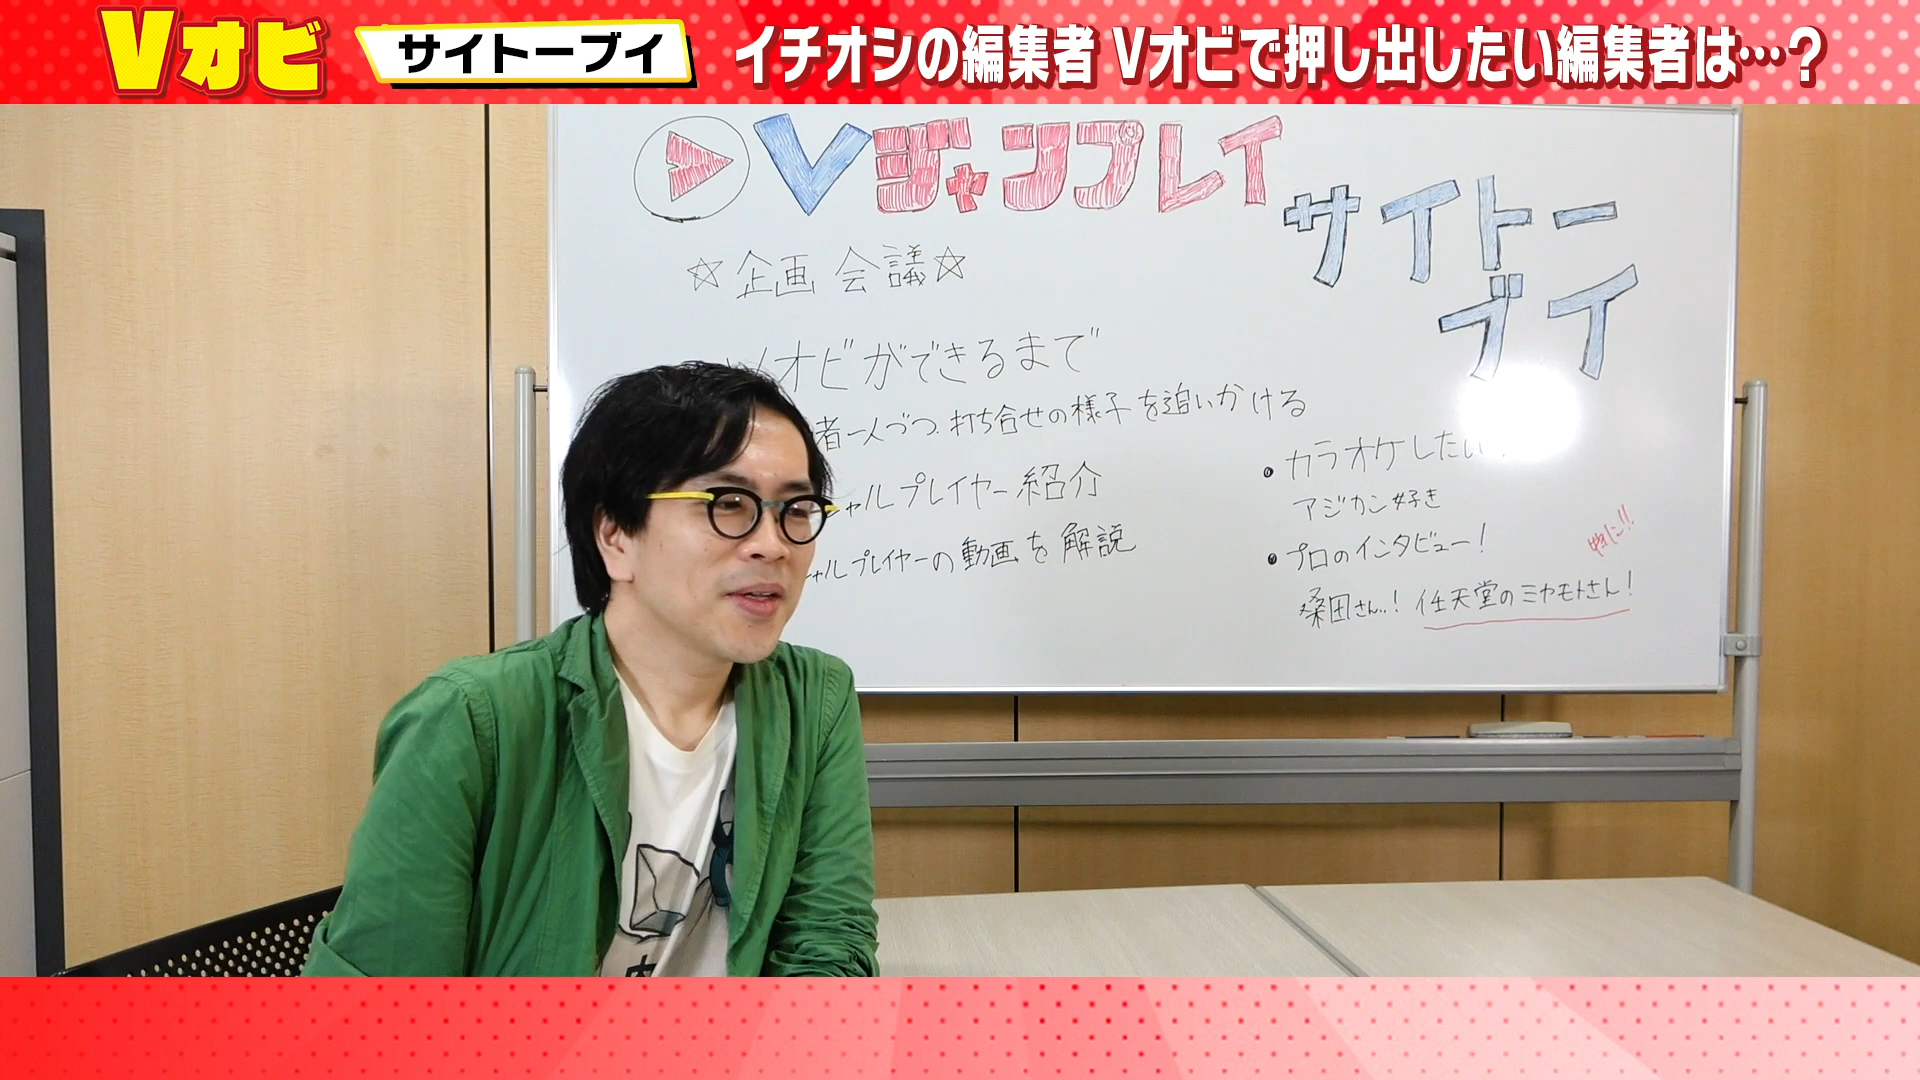 Vオビ
サイトーブイ
イチオシの編集者 Vオビで押し出したい編集者は…？
Vジャンプレイ
サイトー
ブイ
☆企画会議☆
Vオビができるまで
者一人づつ打ち合せの様子を追いかける
ャルプレイヤー紹介
ャルプレイヤーの動画を解説
・カラオケしたい
アジカン好き
・プロのインタビュー！
特に!!
桑田さん…！任天堂のミヤモトさん！